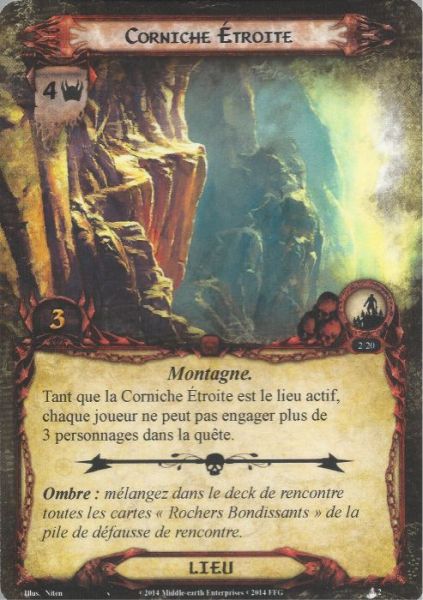 Corniche Étroite
4
3
2/20
Montagne.
Tant que la Corniche Étroite est le lieu actif,
chaque joueur ne peut pas engager plus de
3 personnages dans la quête.
Ombre : mélangez dans le deck de rencontre
toutes les cartes « Rochers Bondissants » de la
pile de défausse de rencontre.
LIEU
Illus. Niten
© 2014 Middle-earth Enterprises © 2014 FFG
2